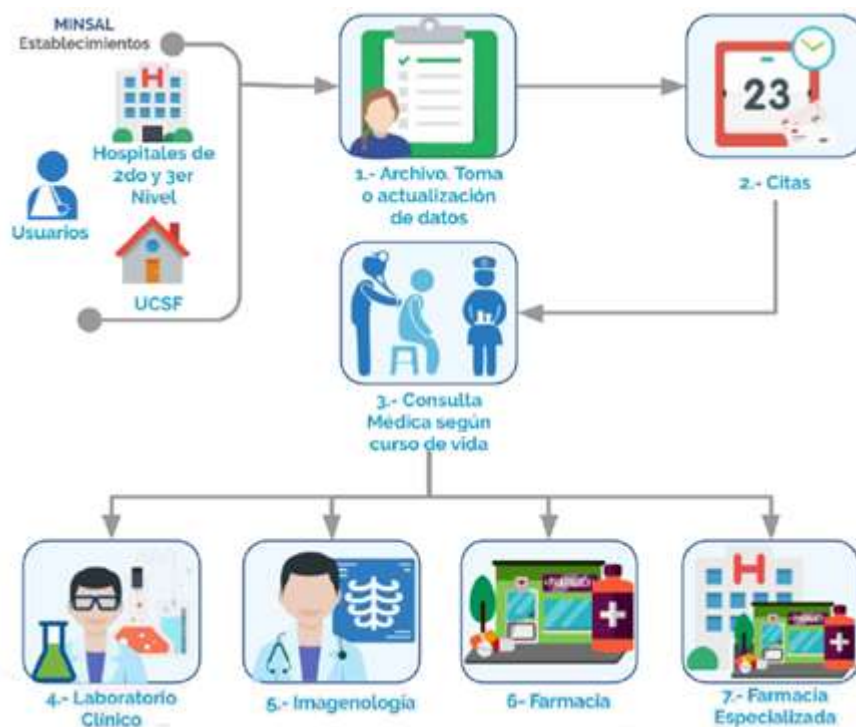 MINSAL
Establecimientos
Hospitales de
2do y 3er
Nivel
Usuarios
UCSF
1.- Archivo. Toma
o actualización
de datos
23
2.- Citas
3.- Consulta
Médica según
curso de vida
4.- Laboratorio
Clínico
5.- Imagenología
6- Farmacia
7.- Farmacia
Especializada